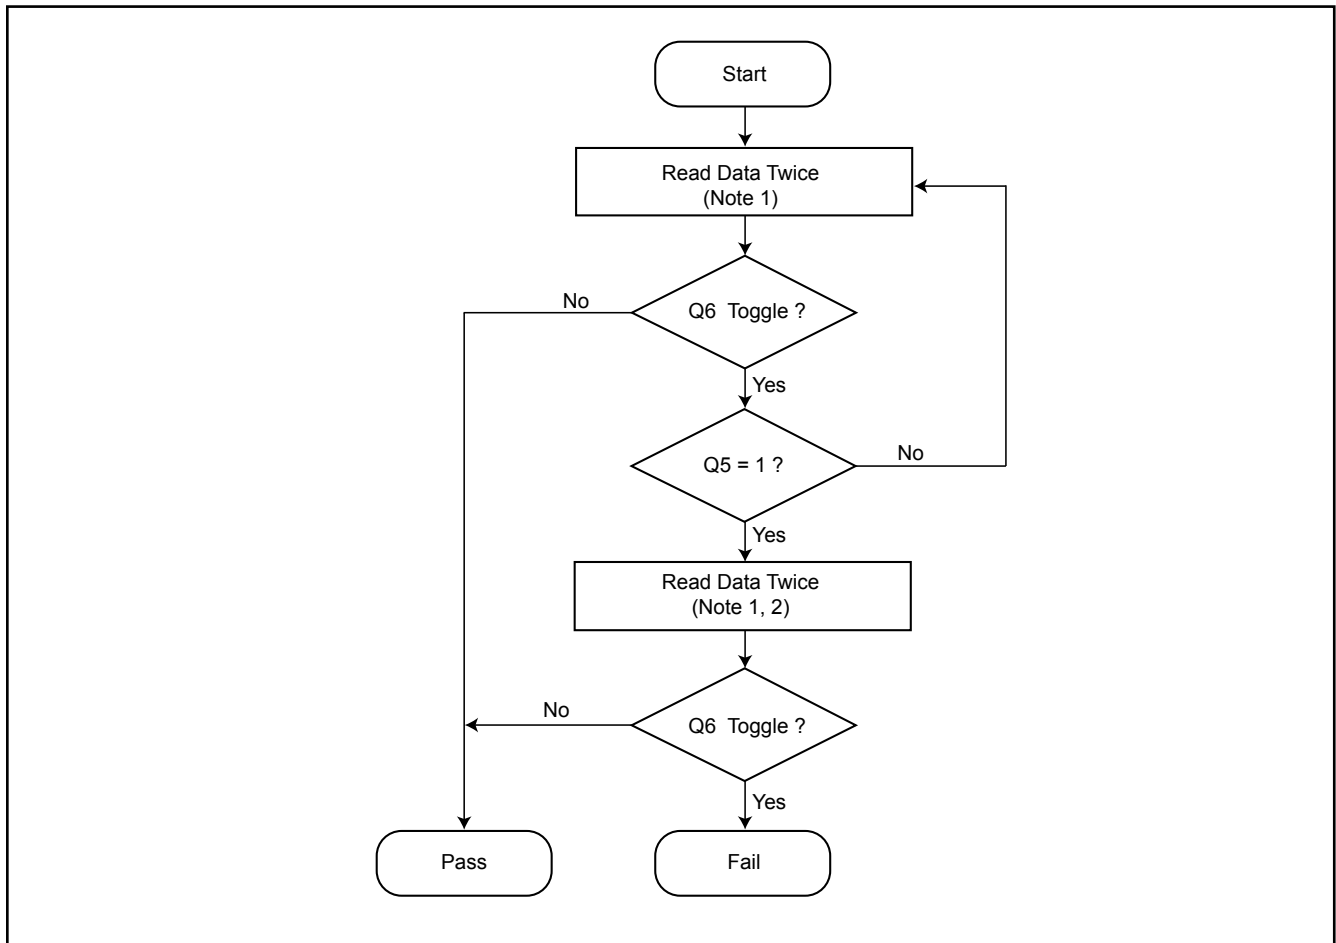 Start
Read Data Twice
(Note 1)
Q6 Toggle ?
No
Yes
Q5 = 1 ?
No
Yes
Read Data Twice
(Note 1, 2)
Q6 Toggle ?
No
Yes
Pass
Fail